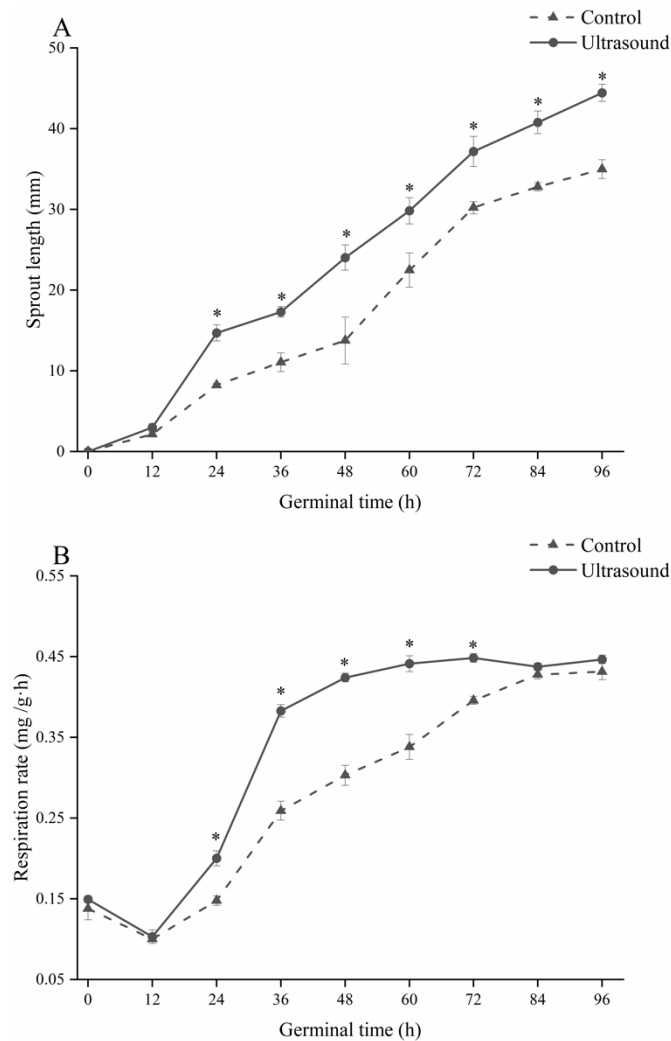 A
Control
Ultrasound
50
40
30
20
10
0
* * * * * * *
Sprout length (mm)
0 12 24 36 48 60 72 84 96
Germinal time (h)
B
Control
Ultrasound
0.55
0.45
0.35
0.25
0.15
0.05
* * * * *
Respiration rate (mg /g·h)
0 12 24 36 48 60 72 84 96
Germinal time (h)